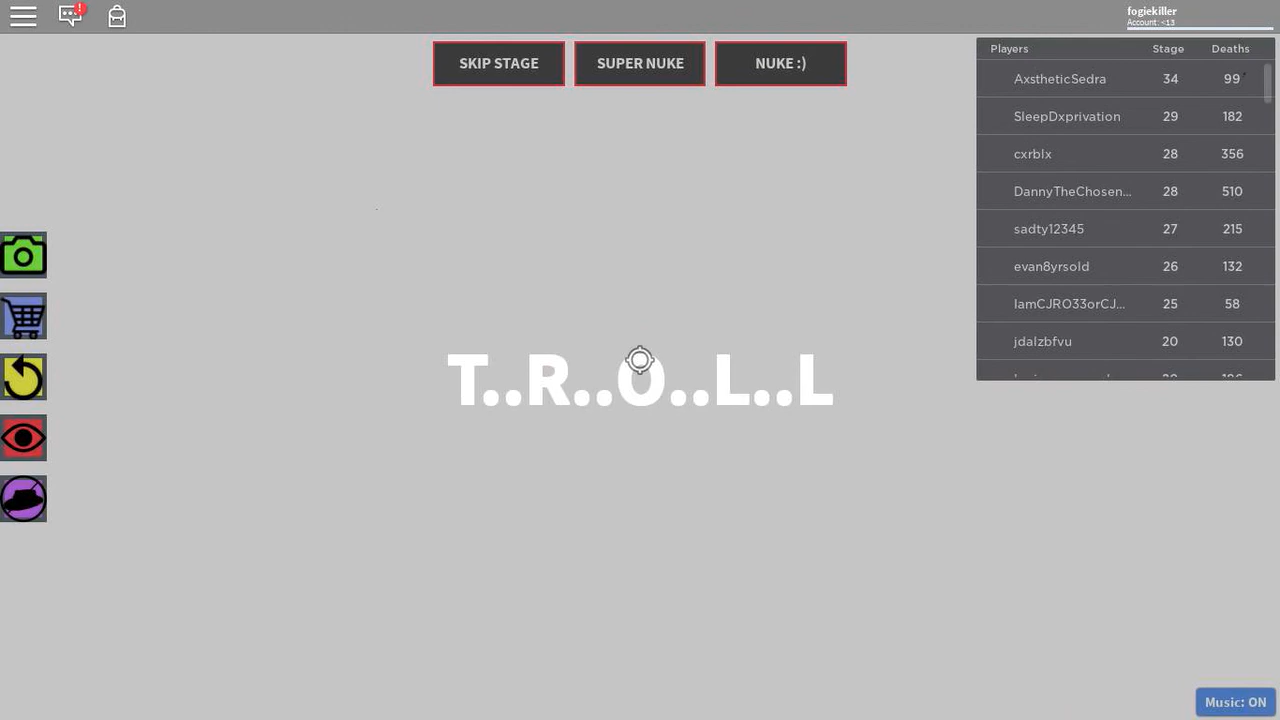 fogiekiller
Account: <13
SKIP STAGE
SUPER NUKE
NUKE :)
Players Stage Deaths
AxstheticSedra 34 99
SleepDxprivation 29 182
cxrblx 28 356
DannyTheChosen... 28 510
sadty12345 27 215
evan8yrsold 26 132
IamCJRO33orCJ... 25 58
jdalzbfvu 20 130
T..R..O..L..L
Music: ON